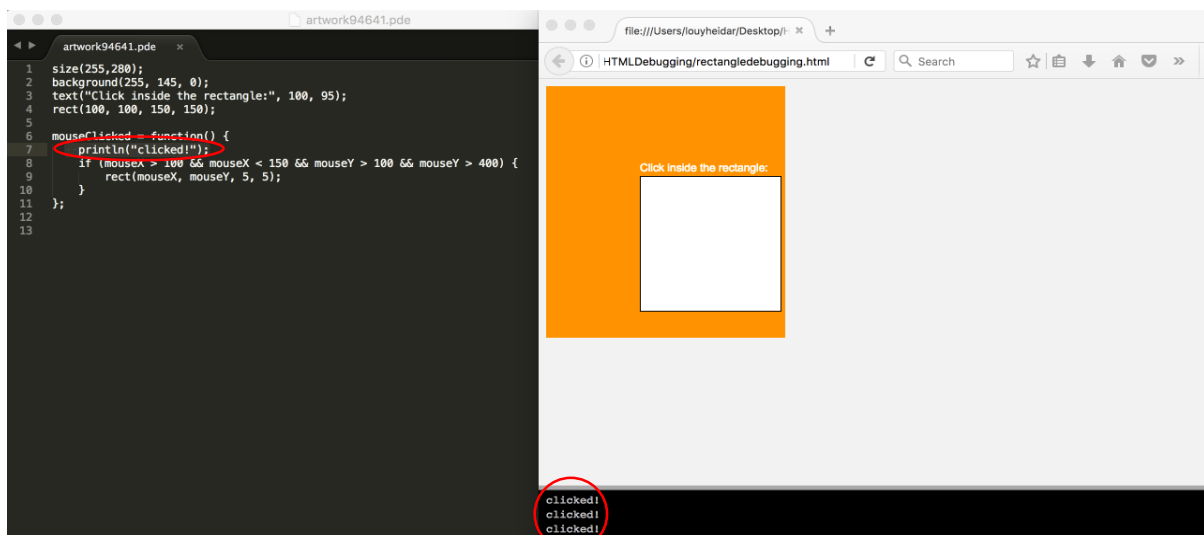 artwork94641.pde
artwork94641.pde ×
1 size(255,280);
2 background(255, 145, 0);
3 text("Click inside the rectangle:", 100, 95);
4 rect(100, 100, 150, 150);
5
6 mouseClicked = function() {
7 println("clicked!");
8 if (mouseX > 100 && mouseX < 150 && mouseY > 100 && mouseY > 400) {
9 rect(mouseX, mouseY, 5, 5);
10 }
11 };
12
13
file:///Users/louyheidar/Desktop/H × +
HTMLDebugging/rectangledebugging.html
Search
Click inside the rectangle:
clicked!
clicked!
clicked!